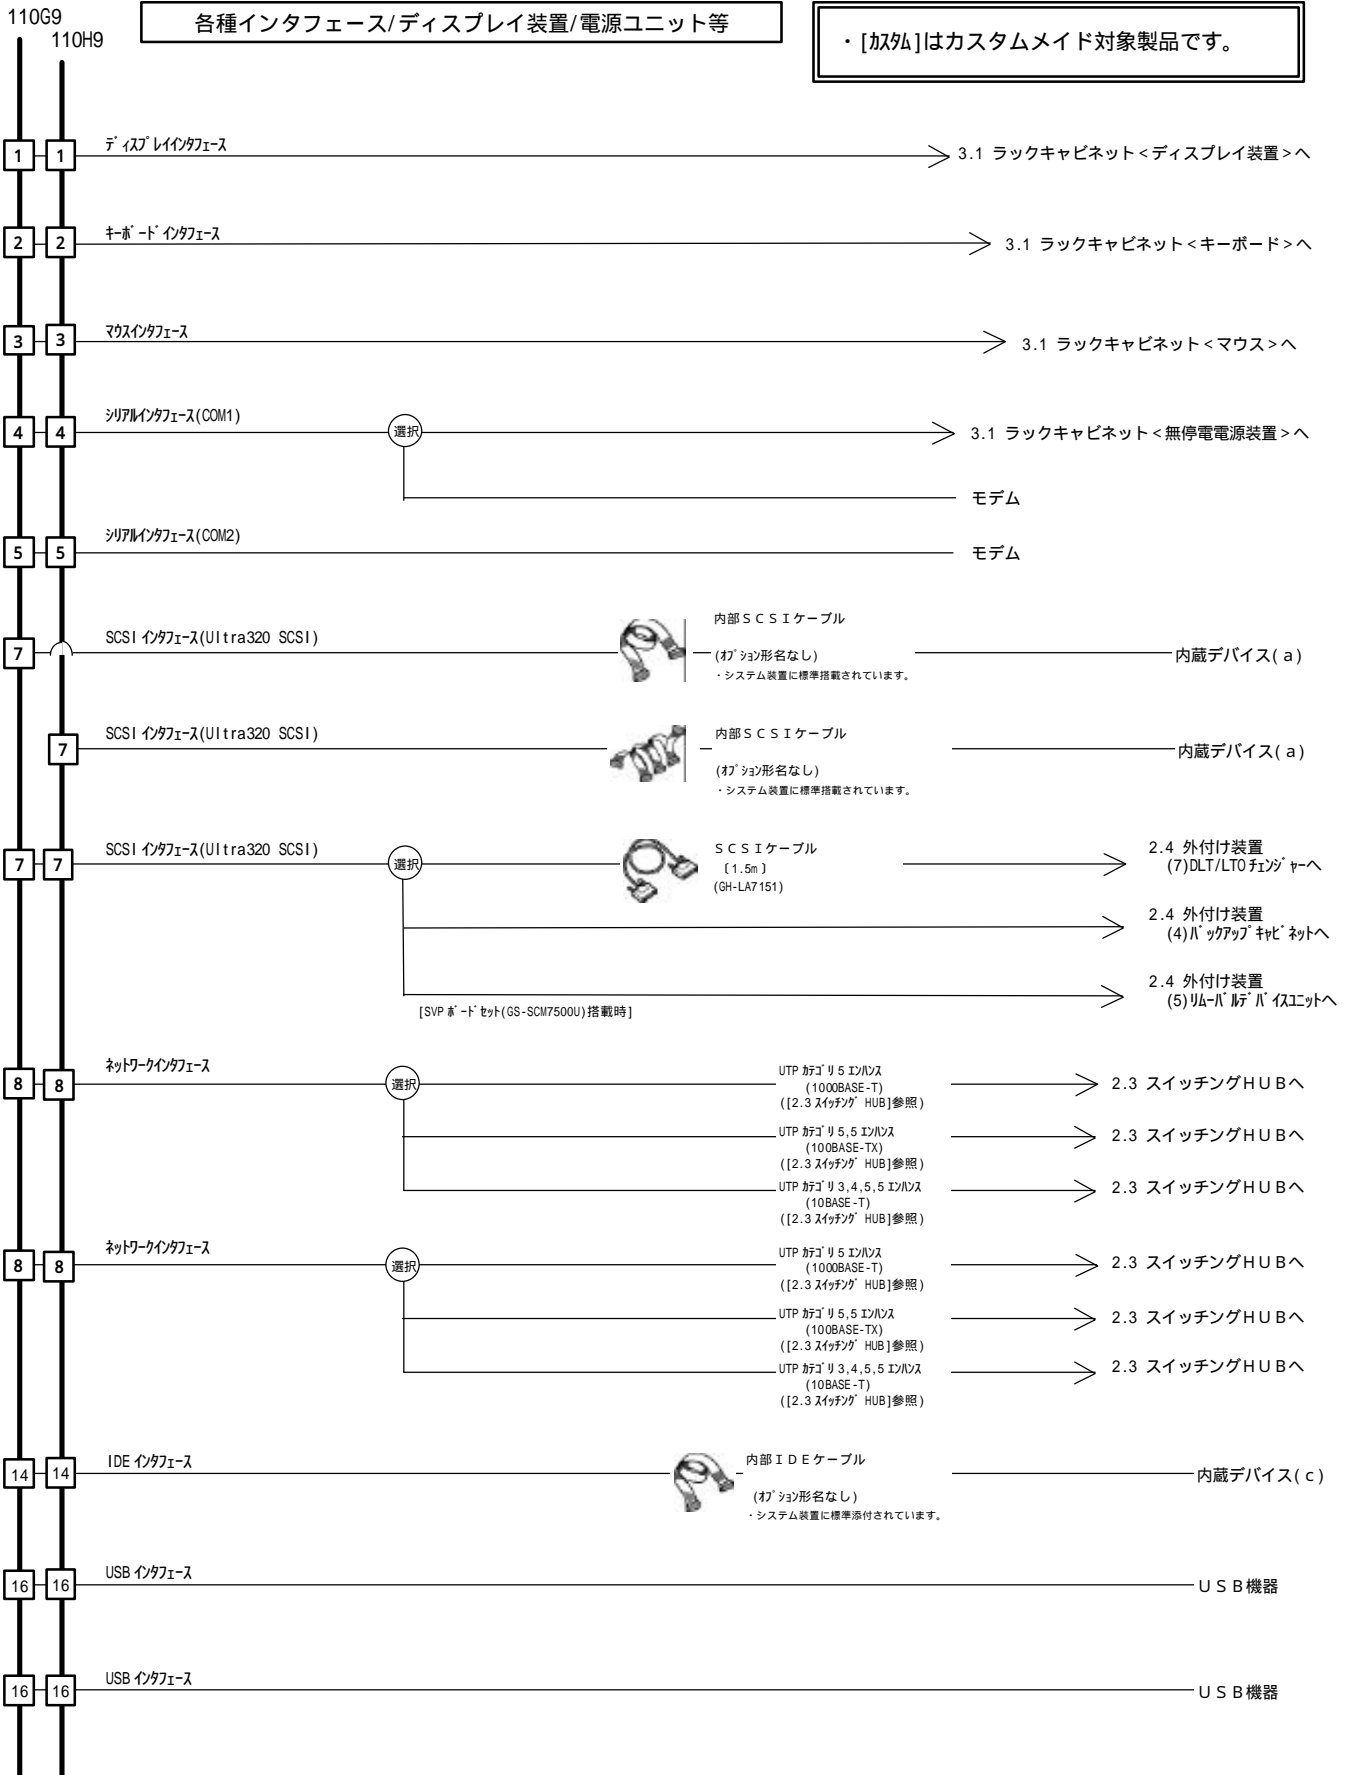 110G9
110H9
各種インタフェース/ディスプレイ装置/電源ユニット等
・[ｶｽﾀﾑ]はカスタムメイド対象製品です。
1 1 ﾃﾞｨｽﾌﾟﾚｲｲﾝﾀﾌｪｰｽ 3.1 ラックキャビネット<ディスプレイ装置>へ
2 2 ｷｰﾎﾞｰﾄﾞｲﾝﾀﾌｪｰｽ 3.1 ラックキャビネット<キーボード>へ
3 3 ﾏｳｽｲﾝﾀﾌｪｰｽ 3.1 ラックキャビネット<マウス>へ
4 4 ｼﾘｱﾙｲﾝﾀﾌｪｰｽ(COM1) 選択 3.1 ラックキャビネット<無停電電源装置>へ
モデム
5 5 ｼﾘｱﾙｲﾝﾀﾌｪｰｽ(COM2) モデム
内部ＳＣＳＩケーブル
7 SCSI ｲﾝﾀﾌｪｰｽ(Ultra320 SCSI) (ｵﾌﾟｼｮﾝ形名なし) 内蔵デバイス(ａ)
・システム装置に標準搭載されています。
内部ＳＣＳＩケーブル
7 SCSI ｲﾝﾀﾌｪｰｽ(Ultra320 SCSI) 内蔵デバイス(ａ)
(ｵﾌﾟｼｮﾝ形名なし)
・システム装置に標準搭載されています。
7 7 SCSI ｲﾝﾀﾌｪｰｽ(Ultra320 SCSI) 選択 ＳＣＳＩケーブル 2.4 外付け装置
〔1.5m〕 (7)DLT/LTO ﾁｪﾝｼﾞｬｰへ
(GH-LA7151)
2.4 外付け装置
(4)ﾊﾞｯｸｱｯﾌﾟｷｬﾋﾞﾈｯﾄへ
2.4 外付け装置
(5)ﾘﾑｰﾊﾞﾙﾃﾞﾊﾞｲｽﾕﾆｯﾄへ
[SVP ﾎﾞｰﾄﾞｾｯﾄ(GS-SCM7500U)搭載時]
8 8 ﾈｯﾄﾜｰｸｲﾝﾀﾌｪｰｽ 選択 UTP ｶﾃｺﾞﾘ 5 ｴﾝﾊﾝｽ 2.3 スイッチングＨＵＢへ
(1000BASE-T)
([2.3 ｽｲｯﾁﾝｸﾞ HUB]参照)
UTP ｶﾃｺﾞﾘ 5,5 ｴﾝﾊﾝｽ 2.3 スイッチングＨＵＢへ
(100BASE-TX)
([2.3 ｽｲｯﾁﾝｸﾞ HUB]参照)
UTP ｶﾃｺﾞﾘ 3,4,5,5 ｴﾝﾊﾝｽ 2.3 スイッチングＨＵＢへ
(10BASE-T)
([2.3 ｽｲｯﾁﾝｸﾞ HUB]参照)
8 8 ﾈｯﾄﾜｰｸｲﾝﾀﾌｪｰｽ 選択 UTP ｶﾃｺﾞﾘ 5 ｴﾝﾊﾝｽ 2.3 スイッチングＨＵＢへ
(1000BASE-T)
([2.3 ｽｲｯﾁﾝｸﾞ HUB]参照)
UTP ｶﾃｺﾞﾘ 5,5 ｴﾝﾊﾝｽ 2.3 スイッチングＨＵＢへ
(100BASE-TX)
([2.3 ｽｲｯﾁﾝｸﾞ HUB]参照)
UTP ｶﾃｺﾞﾘ 3,4,5,5 ｴﾝﾊﾝｽ 2.3 スイッチングＨＵＢへ
(10BASE-T)
([2.3 ｽｲｯﾁﾝｸﾞ HUB]参照)
14 14 IDE ｲﾝﾀﾌｪｰｽ 内部ＩＤＥケーブル 内蔵デバイス(ｃ)
(ｵﾌﾟｼｮﾝ形名なし)
・システム装置に標準添付されています。
16 16 USB ｲﾝﾀﾌｪｰｽ ＵＳＢ機器
16 16 USB ｲﾝﾀﾌｪｰｽ ＵＳＢ機器